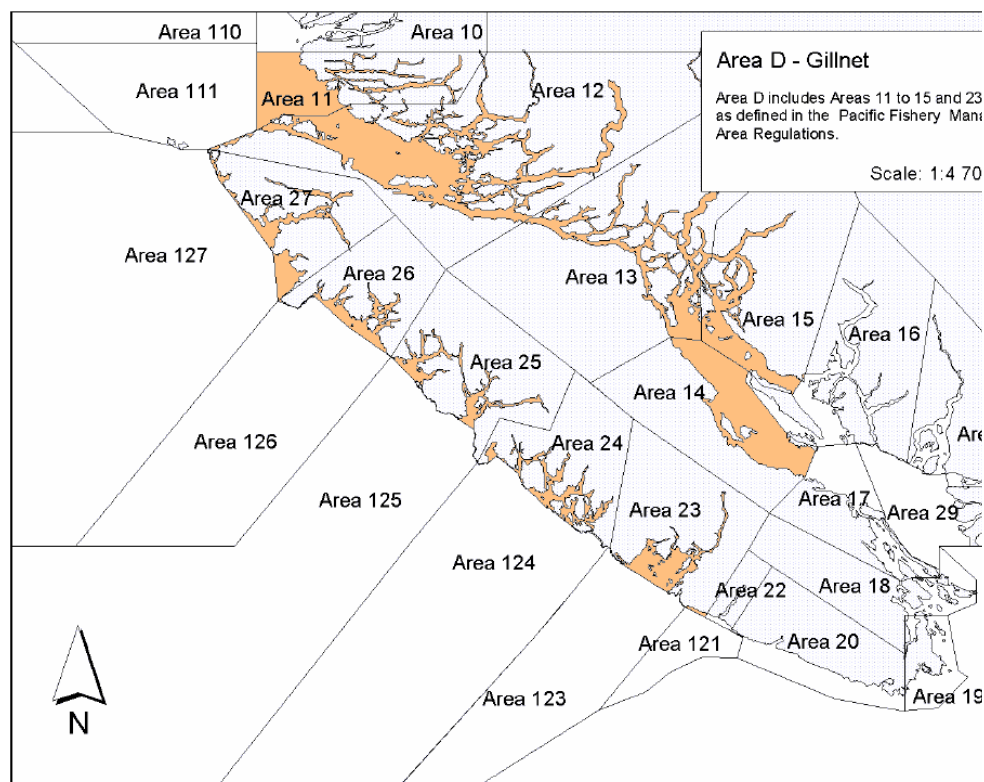 Area 110
Area 10
Area 111
Area 11
Area 12
Area D - Gillnet
Area D includes Areas 11 to 15 and 23
as defined in the Pacific Fishery
Area Regulations.
Scale: 1:4 70
Area 27
Area 127
Area 26
Area 13
Area 15
Area 16
Area 25
Area 14
Area 126
Area 24
Area 125
Area 17
Area 23
Area 29
Area 124
Area 22
Area 18
Area 121
Area 20
Area 123
Area 19
N